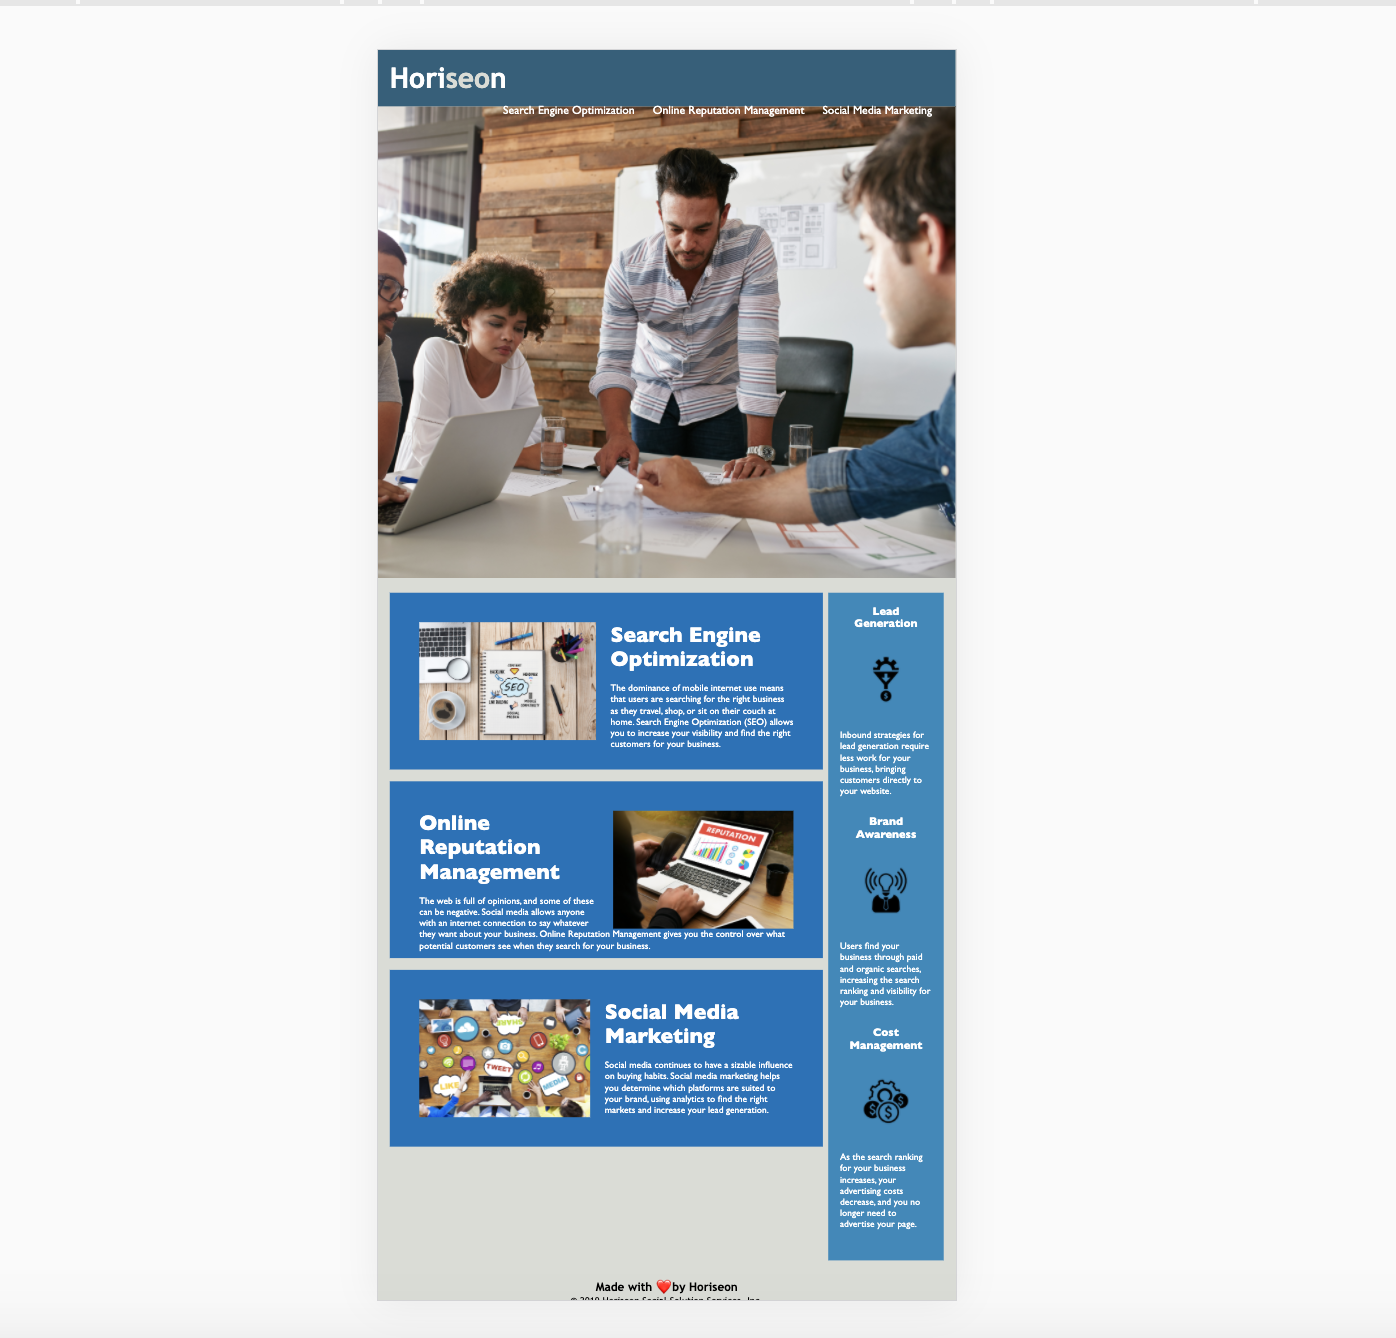 Horiseon
Search Engine Optimization Online Reputation Management Social Media Marketing
SEO
Search Engine
Optimization
The dominance of mobile internet use means
that users are searching for the right business
as they travel, shop, or sit on their couch at
home. Search Engine Optimization (SEO) allows
you to increase your visibility and find the right
customers for your business.
Online
Reputation
Management
The web is full of opinions, and some of these
can be negative. Social media allows anyone
with an internet connection to say whatever
they want about your business. Online Reputation Management gives you the control over what
potential customers see when they search for your business.
REPUTATION
SHARE
TWEET
LIKE
MEDIA
Social Media
Marketing
Social media continues to have a sizable influence
on buying habits. Social media marketing helps
you determine which platforms are suited to
your brand, using analytics to find the right
markets and increase your lead generation.
Lead
Generation
Inbound strategies for
lead generation require
less work for your
business, bringing
customers directly to
your website.
Brand
Awareness
Users find your
business through paid
and organic searches,
increasing the search
ranking and visibility for
your business.
Cost
Management
As the search ranking
for your business
increases, your
advertising costs
decrease, and you no
longer need to
advertise your page.
Made with ❤️by Horiseon
© 2019 Horiseon Social Solution Services, Inc.